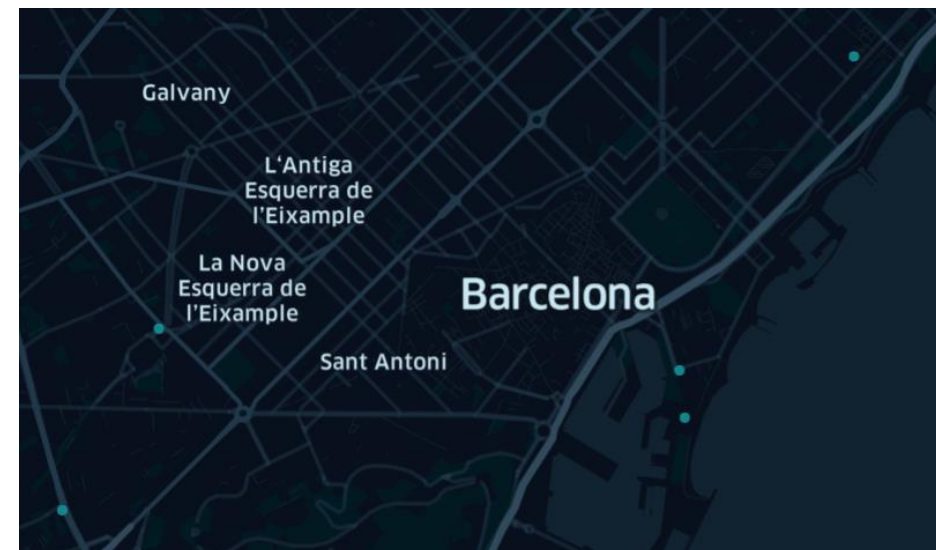 Galvany
L‘Antiga
Esquerra de
l’Eixample
La Nova
Esquerra de
l’Eixample
Barcelona
Sant Antoni